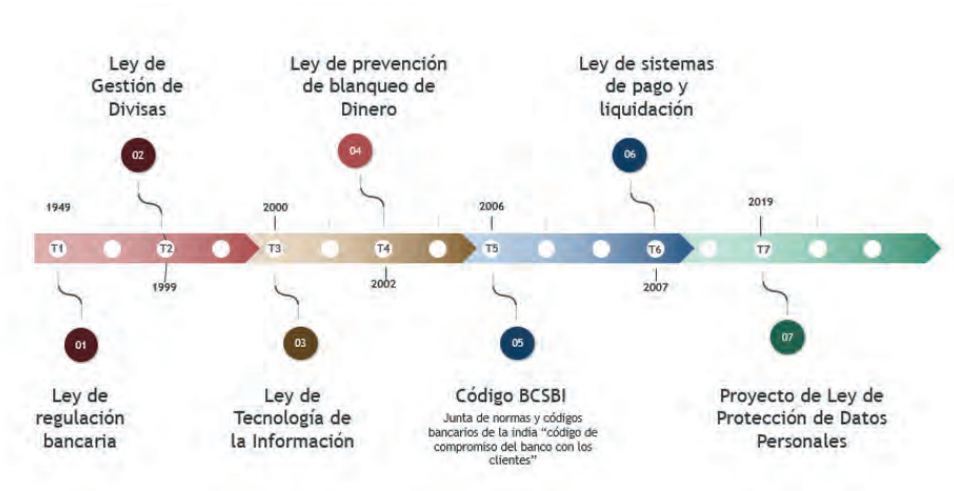 Ley de
Gestión de
Divisas
Ley de prevención
de blanqueo de
Dinero
Ley de sistemas
de pago y
liquidación
02
04
06
1949
2000
2006
2019
T1
T2
T3
T4
T5
T6
T7
1999
2002
2007
01
03
05
07
Ley de
regulación
bancaria
Ley de
Tecnología de
la Información
Código BCSBI
Junta de normas y códigos
bancarios de la india “código de
compromiso del banco con los
clientes”
Proyecto de Ley de
Protección de Datos
Personales